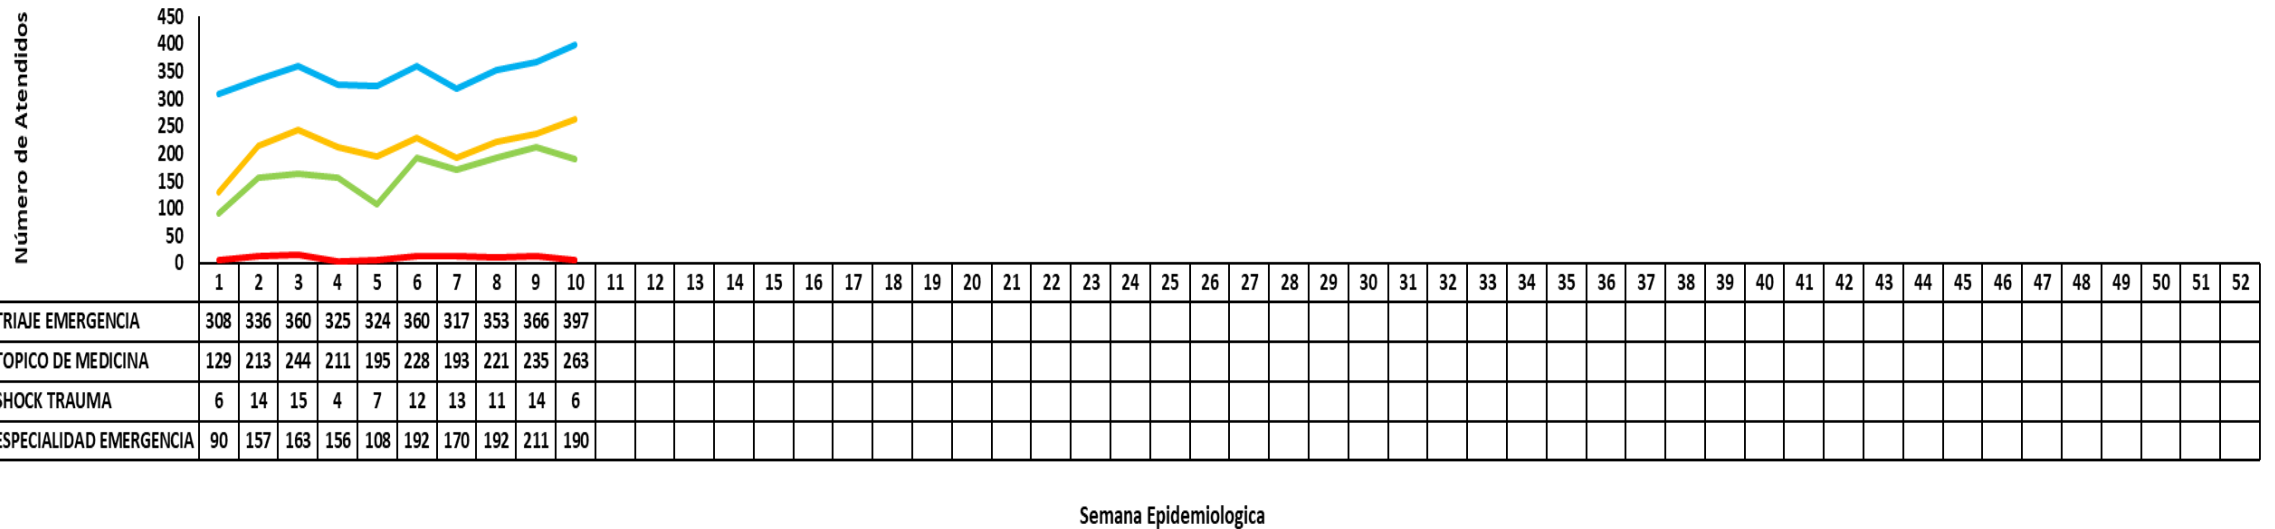 Número de Atendidos
450
400
350
300
250
200
150
100
50
0
1 2 3 4 5 6 7 8 9 10 11 12 13 14 15 16 17 18 19 20 21 22 23 24 25 26 27 28 29 30 31 32 33 34 35 36 37 38 39 40 41 42 43 44 45 46 47 48 49 50 51 52
TRIAJE EMERGENCIA 308 336 360 325 324 360 317 353 366 397
TOPICO DE MEDICINA 129 213 244 211 195 228 193 221 235 263
SHOCK TRAUMA 6 14 15 4 7 12 13 11 14 6
ESPECIALIDAD EMERGENCIA 90 157 163 156 108 192 170 192 211 190
Semana Epidemiologica